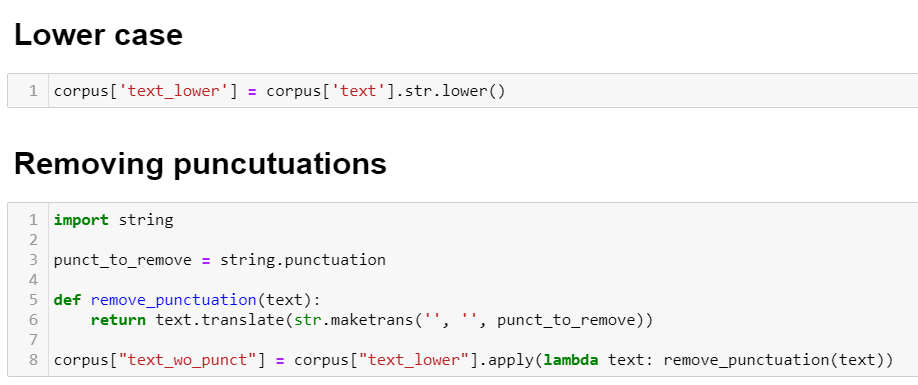 Lower case
1 corpus['text_lower'] = corpus['text'].str.lower()
Removing puncutuations
1 import string
2
3 punct_to_remove = string.punctuation
4
5 def remove_punctuation(text):
6     return text.translate(str.maketrans('', '', punct_to_remove))
7
8 corpus["text_wo_punct"] = corpus["text_lower"].apply(lambda text: remove_punctuation(text))